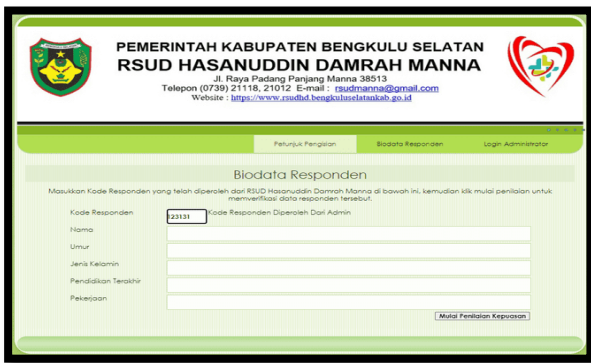 PEMERINTAH KABUPATEN BENGKULU SELATAN
RSUD HASANUDDIN DAMRAH MANNA
Jl. Raya Padang Panjang Manna 38513
Telepon (0739) 21118, 21012 E-mail : rsudmanna@gmail.com
Website : https://www.rsudhd.bengkuluselatankab.go.id
Petunjuk Pengisian Biodata Responden Login Administrator
Biodata Responden
Masukkan Kode Responden yang telah diperoleh dari RSUD Hasanuddin Damrah Manna di bawah ini, kemudian klik mulai penilaian untuk
memverifikasi data responden tersebut.
Kode Responden 123131 Kode Responden Diperoleh Dari Admin
Nama
Umur
Jenis Kelamin
Pendidikan Terakhir
Pekerjaan
Mulai Penilaian Kepuasan